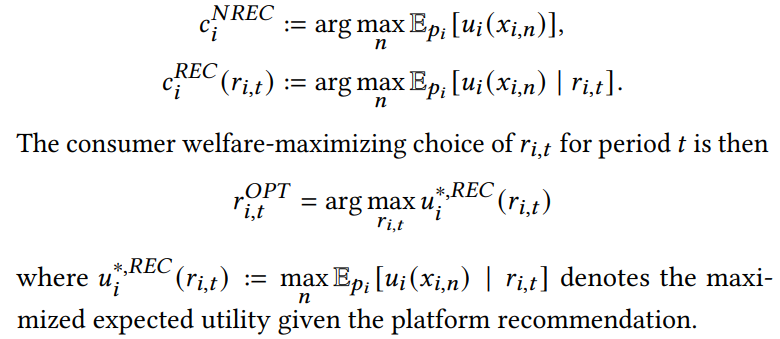 c_i^{NREC} := arg max_n 𝔼_{p_i}[u_i(x_{i,n})],
c_i^{REC}(r_{i,t}) := arg max_n 𝔼_{p_i}[u_i(x_{i,n}) | r_{i,t}].
The consumer welfare-maximizing choice of r_{i,t} for period t is then
r_{i,t}^{OPT} = arg max_{r_{i,t}} u_i^{*,REC}(r_{i,t})
where u_i^{*,REC}(r_{i,t}) := max_n 𝔼_{p_i}[u_i(x_{i,n}) | r_{i,t}] denotes the maxi-
mized expected utility given the platform recommendation.